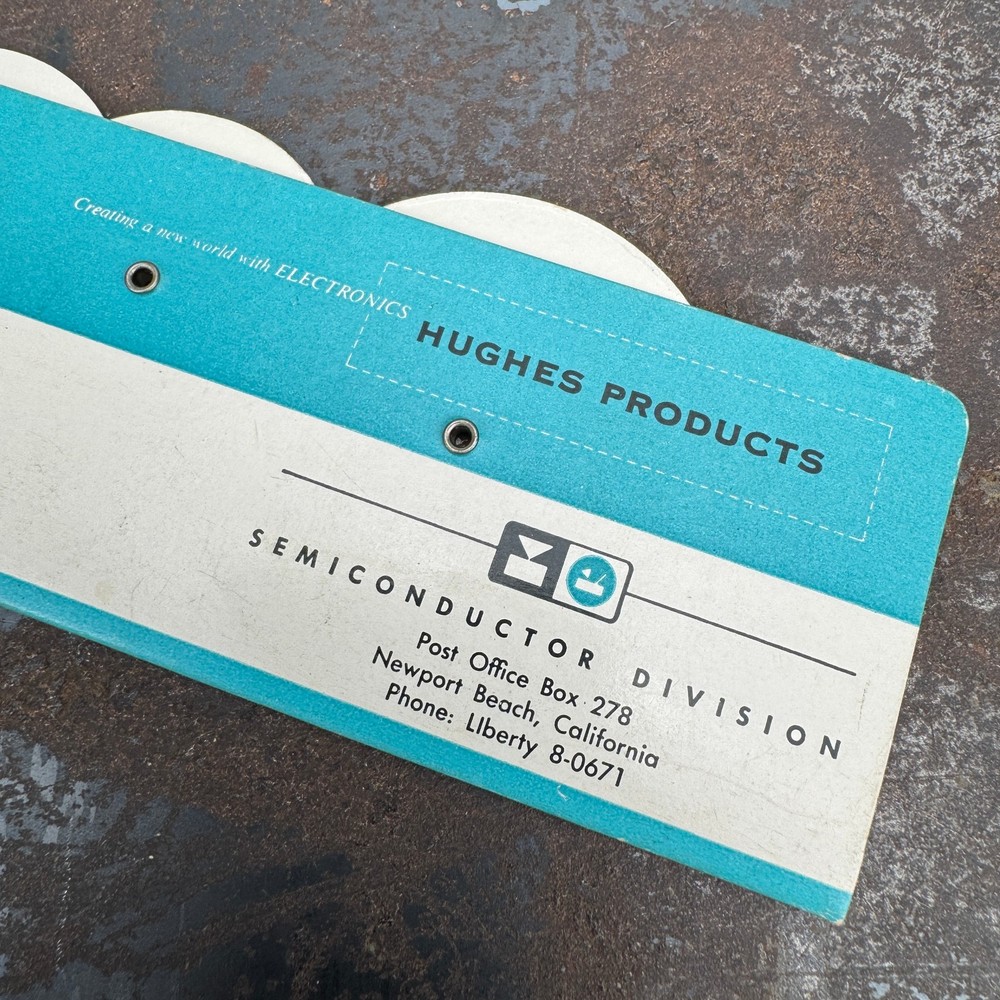 Creating a new world with ELECTRONICS
HUGHES PRODUCTS
SEMICONDUCTOR DIVISION
Post Office Box 278
Newport Beach, California
Phone: LIberty 8-0671